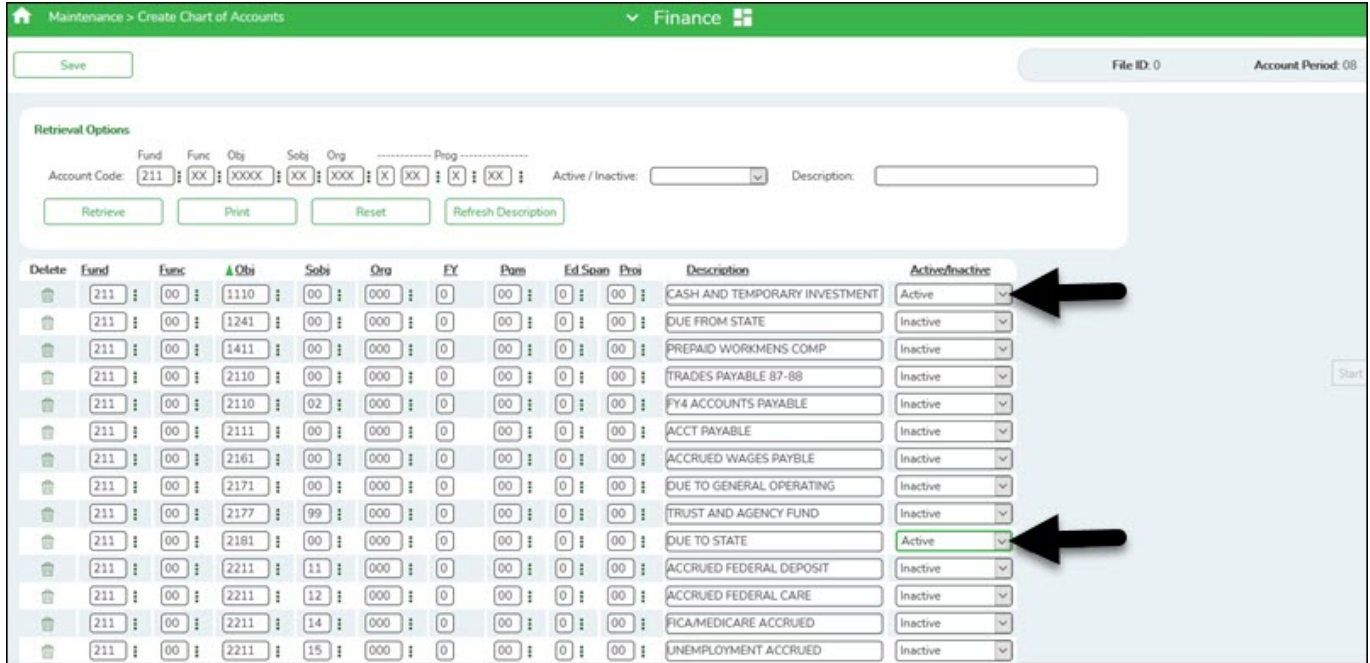 Maintenance > Create Chart of Accounts Finance
Save File ID: 0 Account Period: 08
Retrieval Options
Fund Func Obj Sobj Org ------------ Prog ----------------
Account Code: 211 XX XXXX XX XXX X XX X XX Active / Inactive: Description:
Retrieve Print Reset Refresh Description
Delete Fund Func Obj Sobj Org FY Pgm Ed Span Proj Description Active/Inactive
211 00 1110 00 000 0 00 0 00 CASH AND TEMPORARY INVESTMENT Active
211 00 1241 00 000 0 00 0 00 DUE FROM STATE Inactive
211 00 1411 00 000 0 00 0 00 PREPAID WORKMENS COMP Inactive
211 00 2110 00 000 0 00 0 00 TRADES PAYABLE 87-88 Inactive
Start
211 00 2110 02 000 0 00 0 00 FY4 ACCOUNTS PAYABLE Inactive
211 00 2111 00 000 0 00 0 00 ACCT PAYABLE Inactive
211 00 2161 00 000 0 00 0 00 ACCRUED WAGES PAYBLE Inactive
211 00 2171 00 000 0 00 0 00 DUE TO GENERAL OPERATING Inactive
211 00 2177 99 000 0 00 0 00 TRUST AND AGENCY FUND Inactive
211 00 2181 00 000 0 00 0 00 DUE TO STATE Active
211 00 2211 11 000 0 00 0 00 ACCRUED FEDERAL DEPOSIT Inactive
211 00 2211 12 000 0 00 0 00 ACCRUED FEDERAL CARE Inactive
211 00 2211 14 000 0 00 0 00 FICA/MEDICARE ACCRUED Inactive
211 00 2211 15 000 0 00 0 00 UNEMPLOYMENT ACCRUED Inactive